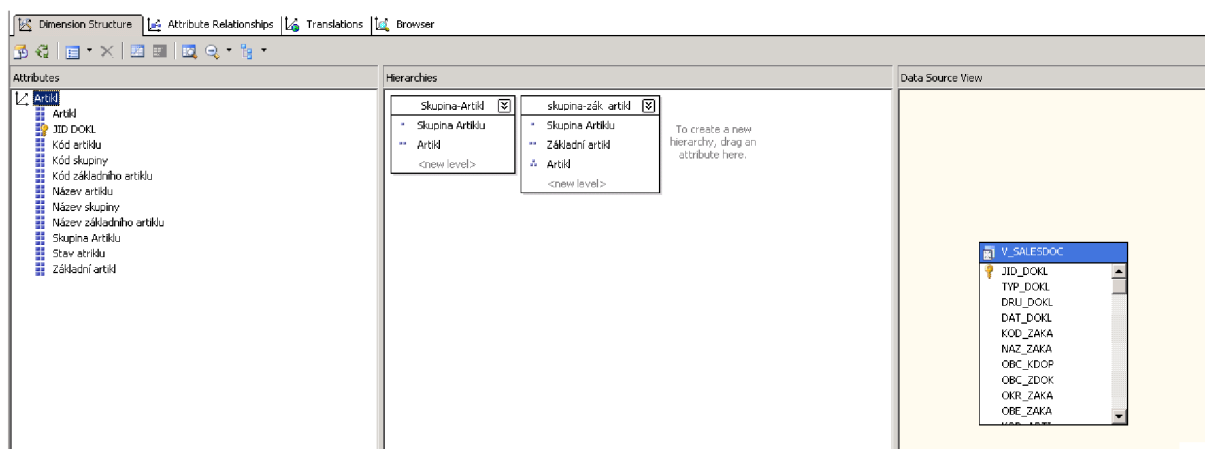 Dimension Structure Attribute Relationships Translations Browser
Attributes
Artikl
Artikl
JID DOKL
Kód artiklu
Kód skupiny
Kód základního artiklu
Název artiklu
Název skupiny
Název základního artiklu
Skupina Artiklu
Stav atriklu
Základní artikl
Hierarchies
Skupina-Artikl
Skupina Artiklu
Artikl
<new level>
skupina-zák artikl
Skupina Artiklu
Základní artikl
Artikl
<new level>
To create a new
hierarchy, drag an
attribute here.
Data Source View
V_SALESDOC
JID_DOKL
TYP_DOKL
DRU_DOKL
DAT_DOKL
KOD_ZAKA
NAZ_ZAKA
OBC_KDOP
OBC_ZDOK
OKR_ZAKA
OBE_ZAKA